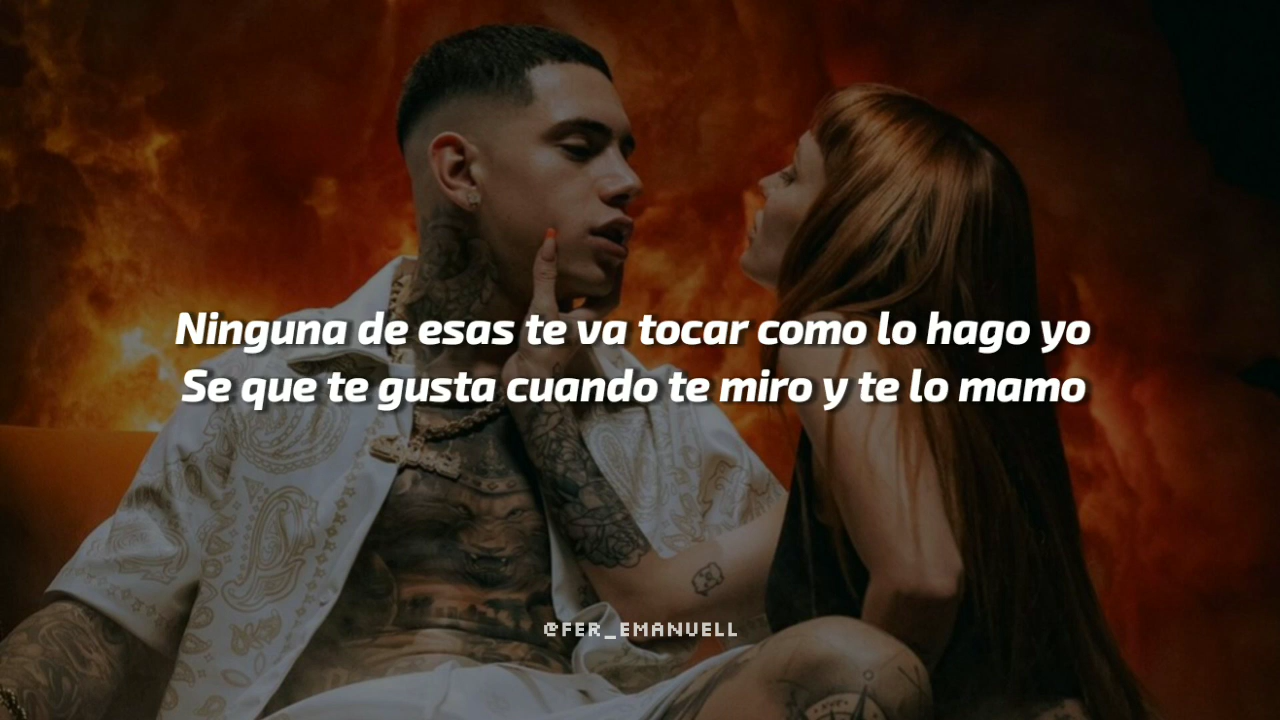 Ninguna de esas te va tocar como lo hago yo
Se que te gusta cuando te miro y te lo mamo
@FER_EMANUELL